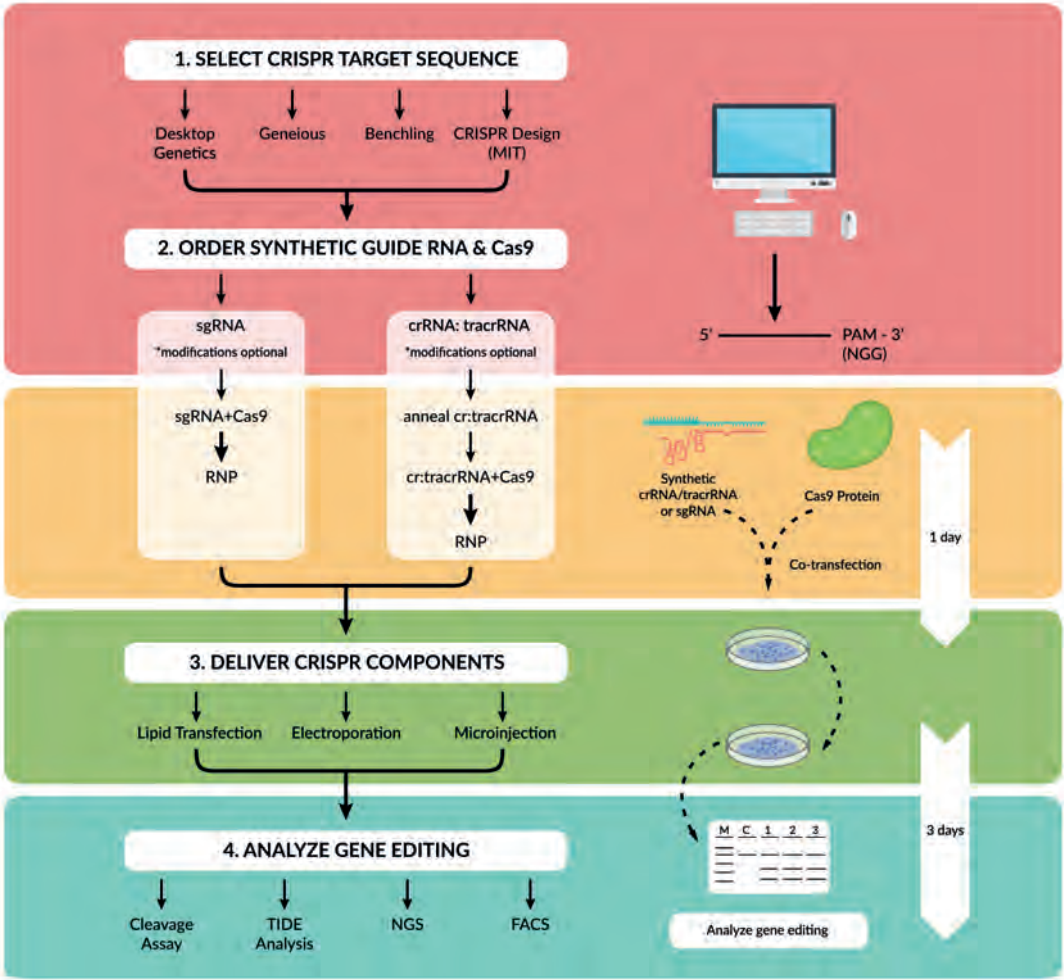 1. SELECT CRISPR TARGET SEQUENCE
Desktop
Genetics
Geneious
Benchling
CRISPR Design
(MIT)
2. ORDER SYNTHETIC GUIDE RNA & Cas9
sgRNA
*modifications optional
sgRNA+Cas9
RNP
crRNA: tracrRNA
*modifications optional
anneal cr:tracrRNA
cr:tracrRNA+Cas9
RNP
5'
PAM - 3'
(NGG)
Synthetic
crRNA/tracrRNA
or sgRNA
Cas9 Protein
Co-transfection
1 day
3. DELIVER CRISPR COMPONENTS
Lipid Transfection
Electroporation
Microinjection
4. ANALYZE GENE EDITING
Cleavage
Assay
TIDE
Analysis
NGS
FACS
M C 1 2 3
Analyze gene editing
3 days